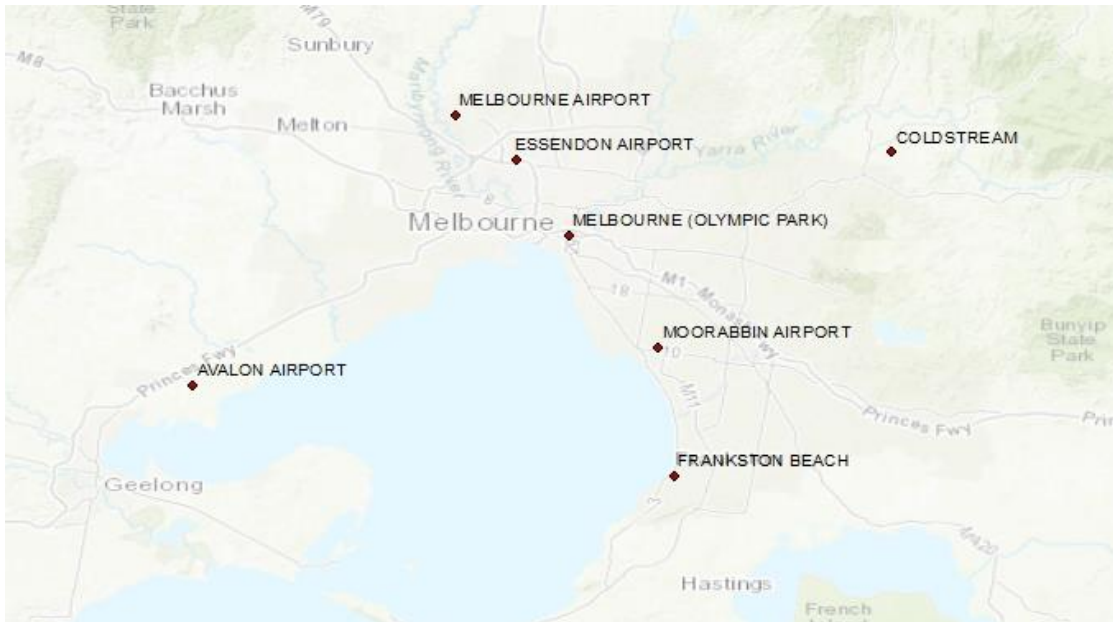 State
Park
M79
Sunbury
M8
Bacchus
Marsh
Melton
Maribyrnong River
MELBOURNE AIRPORT
ESSENDON AIRPORT
Yarra River
COLDSTREAM
8
Melbourne
MELBOURNE (OLYMPIC PARK)
M1
Monash Fwy
18
MOORABBIN AIRPORT
10
Bunyip
State
Park
Princes Fwy
AVALON AIRPORT
M11
Princes Fwy
FRANKSTON BEACH
Geelong
3
M420
Hastings
French